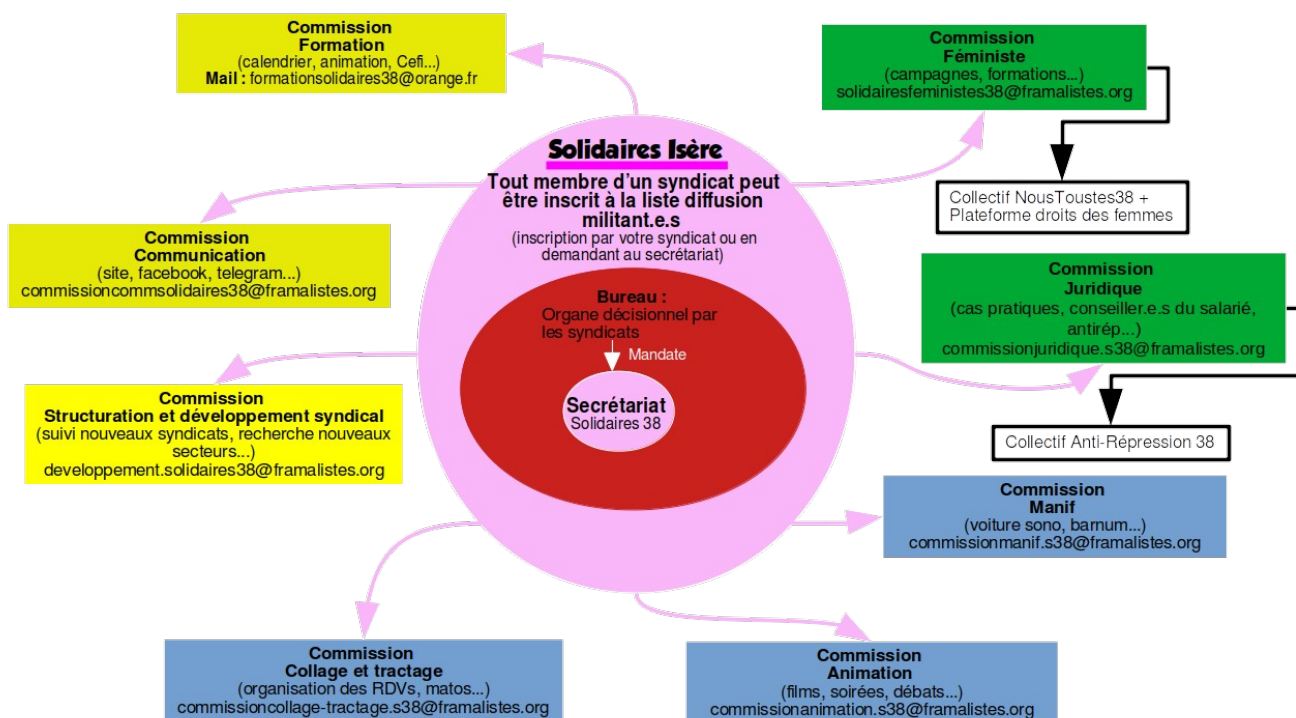 Commission
Formation
(calendrier, animation, Cefi...)
Mail : formationsolidaires38@orange.fr
Commission
Féministe
(campagnes, formations...)
solidairesfeministes38@framalistes.org
Solidaires Isère
Tout membre d'un syndicat peut
être inscrit à la liste diffusion
militant.e.s
(inscription par votre syndicat ou en
demandant au secrétariat)
Collectif NousToustes38 +
Plateforme droits des femmes
Commission
Communication
(site, facebook, telegram...)
commissioncommsolidaires38@framalistes.org
Commission
Juridique
(cas pratiques, conseiller.e.s du salarié,
antirép...)
commissionjuridique.s38@framalistes.org
Bureau :
Organe décisionnel par
les syndicats
Mandate
Secrétariat
Solidaires 38
Commission
Structuration et développement syndical
(suivi nouveaux syndicats, recherche nouveaux
secteurs...)
developpement.solidaires38@framalistes.org
Collectif Anti-Répression 38
Commission
Manif
(voiture sono, barnum...)
commissionmanif.s38@framalistes.org
Commission
Collage et tractage
(organisation des RDVs, matos...)
commissioncollage-tractage.s38@framalistes.org
Commission
Animation
(films, soirées, débats...)
commissionanimation.s38@framalistes.org